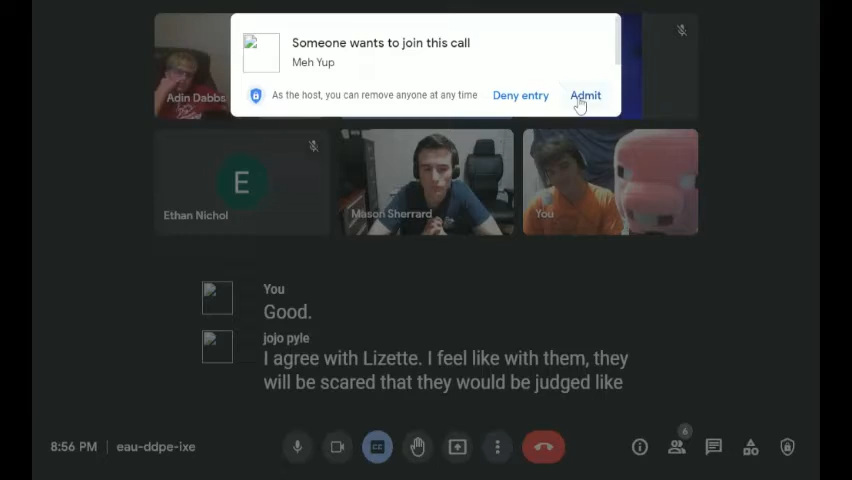 Someone wants to join this call
Meh Yup
As the host, you can remove anyone at any time
Deny entry
Admit
Adin Dabbs
E
Ethan Nichol
Mason Sherrard
You
You
Good.
jojo pyle
I agree with Lizette. I feel like with them, they
will be scared that they would be judged like
8:56 PM
eau-ddpe-ixe
CC
6